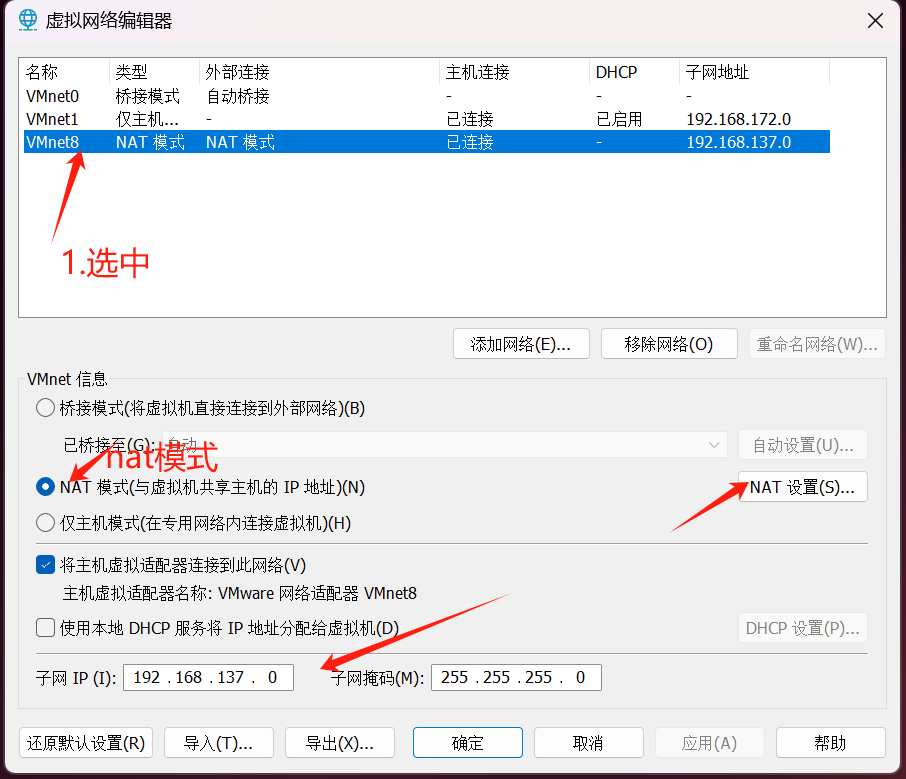 虚拟网络编辑器
名称 类型 外部连接 主机连接 DHCP 子网地址
VMnet0 桥接模式 自动桥接 - - -
VMnet1 仅主机... - 已连接 已启用 192.168.172.0
VMnet8 NAT 模式 NAT 模式 已连接 - 192.168.137.0
1.选中
添加网络(E)... 移除网络(O) 重命名网络(W)...
VMnet 信息
桥接模式(将虚拟机直接连接到外部网络)(B)
已桥接至(G): 自动 自动设置(U)...
nat模式
NAT 模式(与虚拟机共享主机的 IP 地址)(N) NAT 设置(S)...
仅主机模式(在专用网络内连接虚拟机)(H)
将主机虚拟适配器连接到此网络(V)
主机虚拟适配器名称: VMware 网络适配器 VMnet8
使用本地 DHCP 服务将 IP 地址分配给虚拟机(D) DHCP 设置(P)...
子网 IP (I): 192 . 168 . 137 . 0 子网掩码(M): 255 . 255 . 255 . 0
还原默认设置(R) 导入(T)... 导出(X)... 确定 取消 应用(A) 帮助